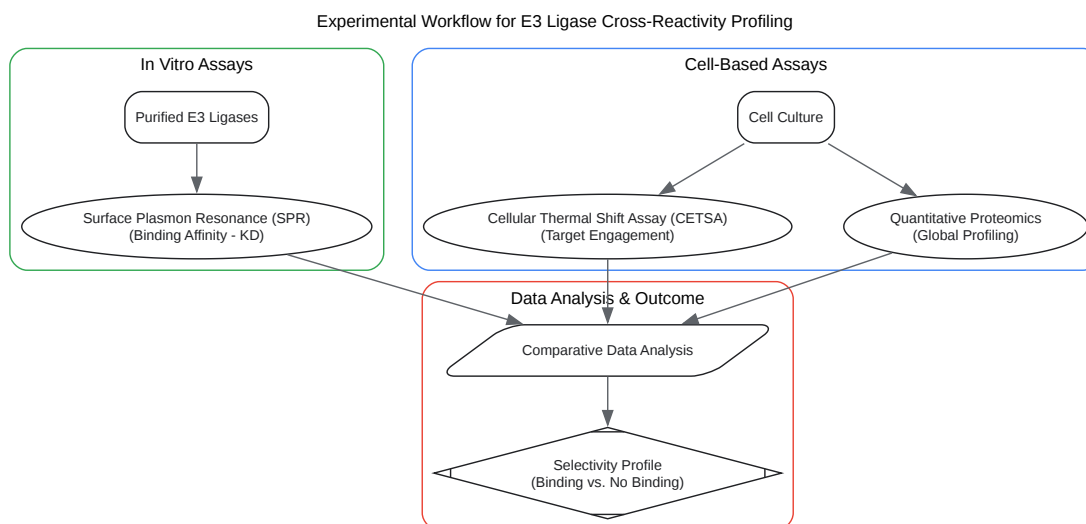 Experimental Workflow for E3 Ligase Cross-Reactivity Profiling
In Vitro Assays
Purified E3 Ligases
Surface Plasmon Resonance (SPR)
(Binding Affinity - KD)
Cell-Based Assays
Cell Culture
Cellular Thermal Shift Assay (CETSA)
(Target Engagement)
Quantitative Proteomics
(Global Profiling)
Data Analysis & Outcome
Comparative Data Analysis
Selectivity Profile
(Binding vs. No Binding)